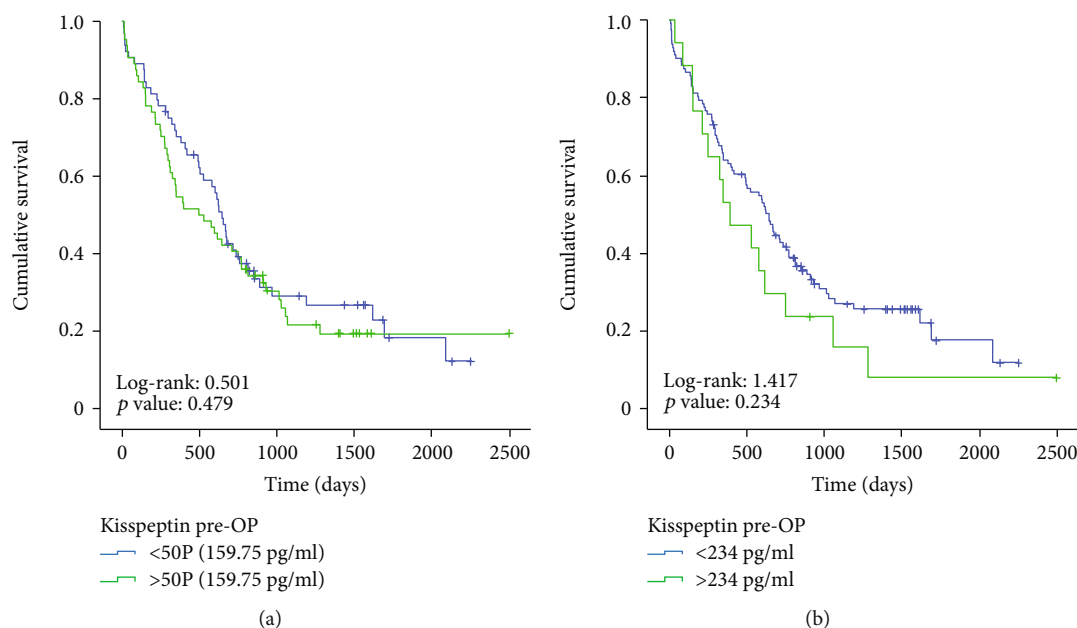 1.0
0.8
0.6
0.4
0.2
0
Cumulative survival
Log-rank: 0.501
p value: 0.479
0 500 1000 1500 2000 2500
Time (days)
Kisspeptin pre-OP
<50P (159.75 pg/ml)
>50P (159.75 pg/ml)
(a)
1.0
0.8
0.6
0.4
0.2
0
Cumulative survival
Log-rank: 1.417
p value: 0.234
0 500 1000 1500 2000 2500
Time (days)
Kisspeptin pre-OP
<234 pg/ml
>234 pg/ml
(b)